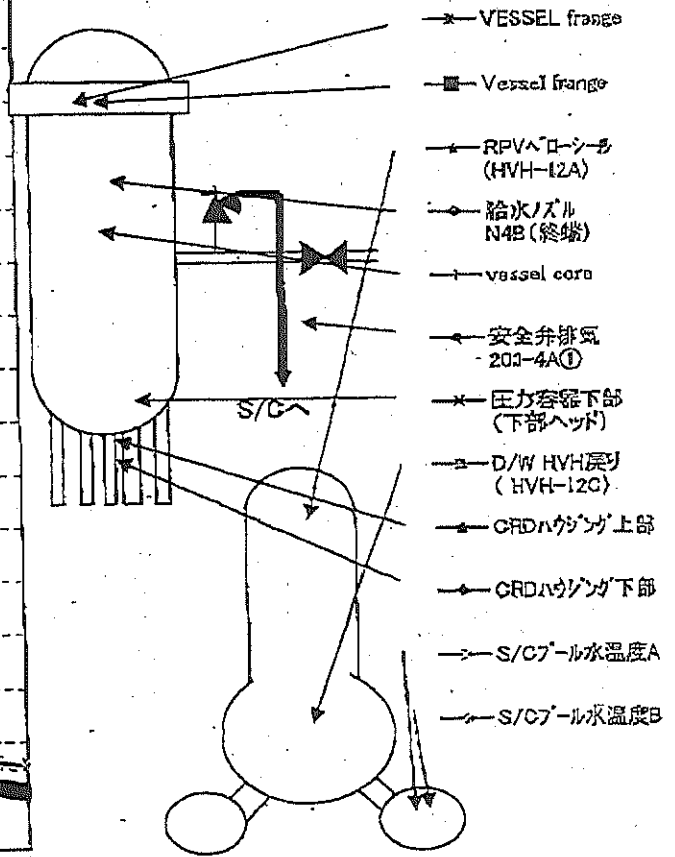 VESSEL frange
Vessel frange
RPVベローシール
(HVH-12A)
給水ノズル
N4B(終端)
vessel core
安全弁排気
203-4A①
圧力容器下部
(下部ヘッド)
D/W HVH戻り
( HVH-12C)
CRDハウジング上部
CRDハウジング下部
S/Cプール水温度A
S/Cプール水温度B
S/Cへ